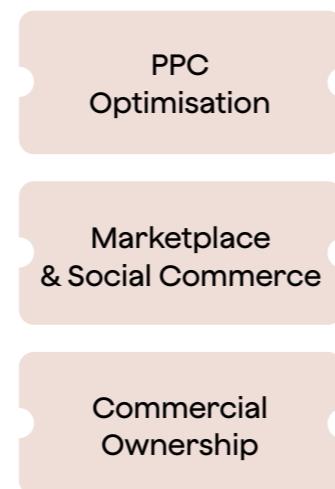 PPC
Optimisation
Marketplace
& Social Commerce
Commercial
Ownership